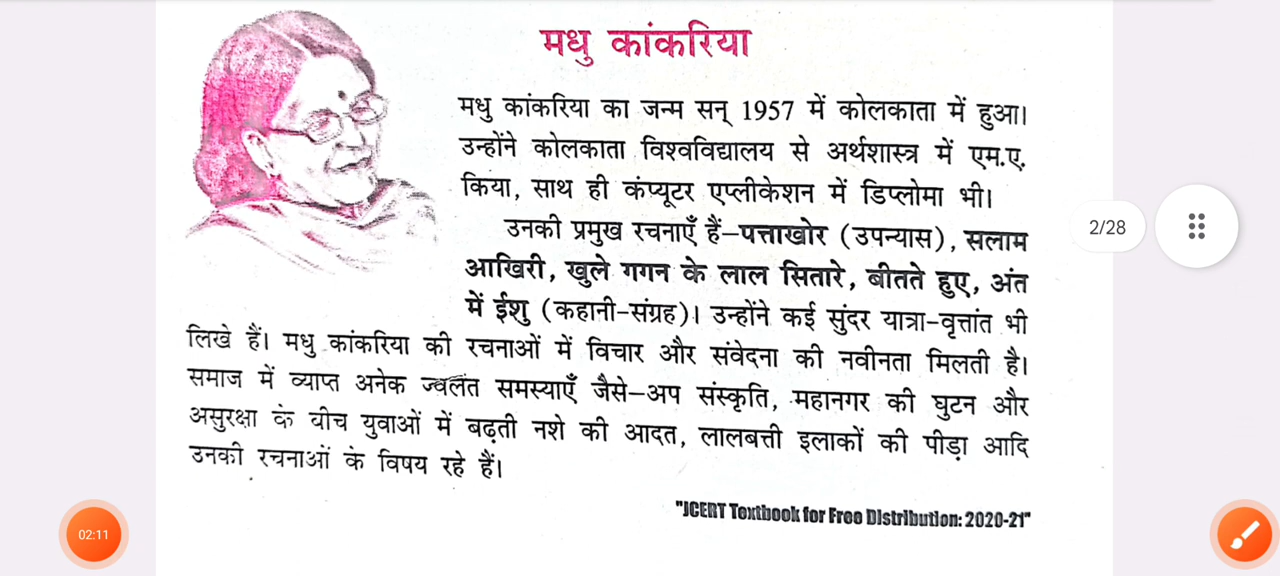 मधु कांकरिया
मधु कांकरिया का जन्म सन् 1957 में कोलकाता में हुआ।
उन्होंने कोलकाता विश्वविद्यालय से अर्थशास्त्र में एम.ए.
किया, साथ ही कंप्यूटर एप्लीकेशन में डिप्लोमा भी।
उनकी प्रमुख रचनाएँ हैं–पत्ताखोर (उपन्यास), सलाम
आखिरी, खुले गगन के लाल सितारे, बीतते हुए, अंत
में ईशु (कहानी-संग्रह)। उन्होंने कई सुंदर यात्रा-वृत्तांत भी
लिखे हैं। मधु कांकरिया की रचनाओं में विचार और संवेदना की नवीनता मिलती है।
समाज में व्याप्त अनेक ज्वलंत समस्याएँ जैसे–अप संस्कृति, महानगर की घुटन और
असुरक्षा के बीच युवाओं में बढ़ती नशे की आदत, लालबत्ती इलाकों की पीड़ा आदि
उनकी रचनाओं के विषय रहे हैं।
"JCERT Textbook for Free Distribution: 2020-21"
2/28
02:11